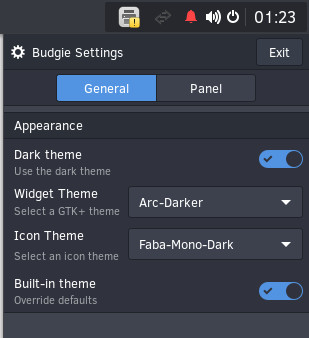 01:23
Budgie Settings
Exit
General
Panel
Appearance
Dark theme
Use the dark theme
Widget Theme
Select a GTK+ theme
Arc-Darker
Icon Theme
Select an icon theme
Faba-Mono-Dark
Built-in theme
Override defaults